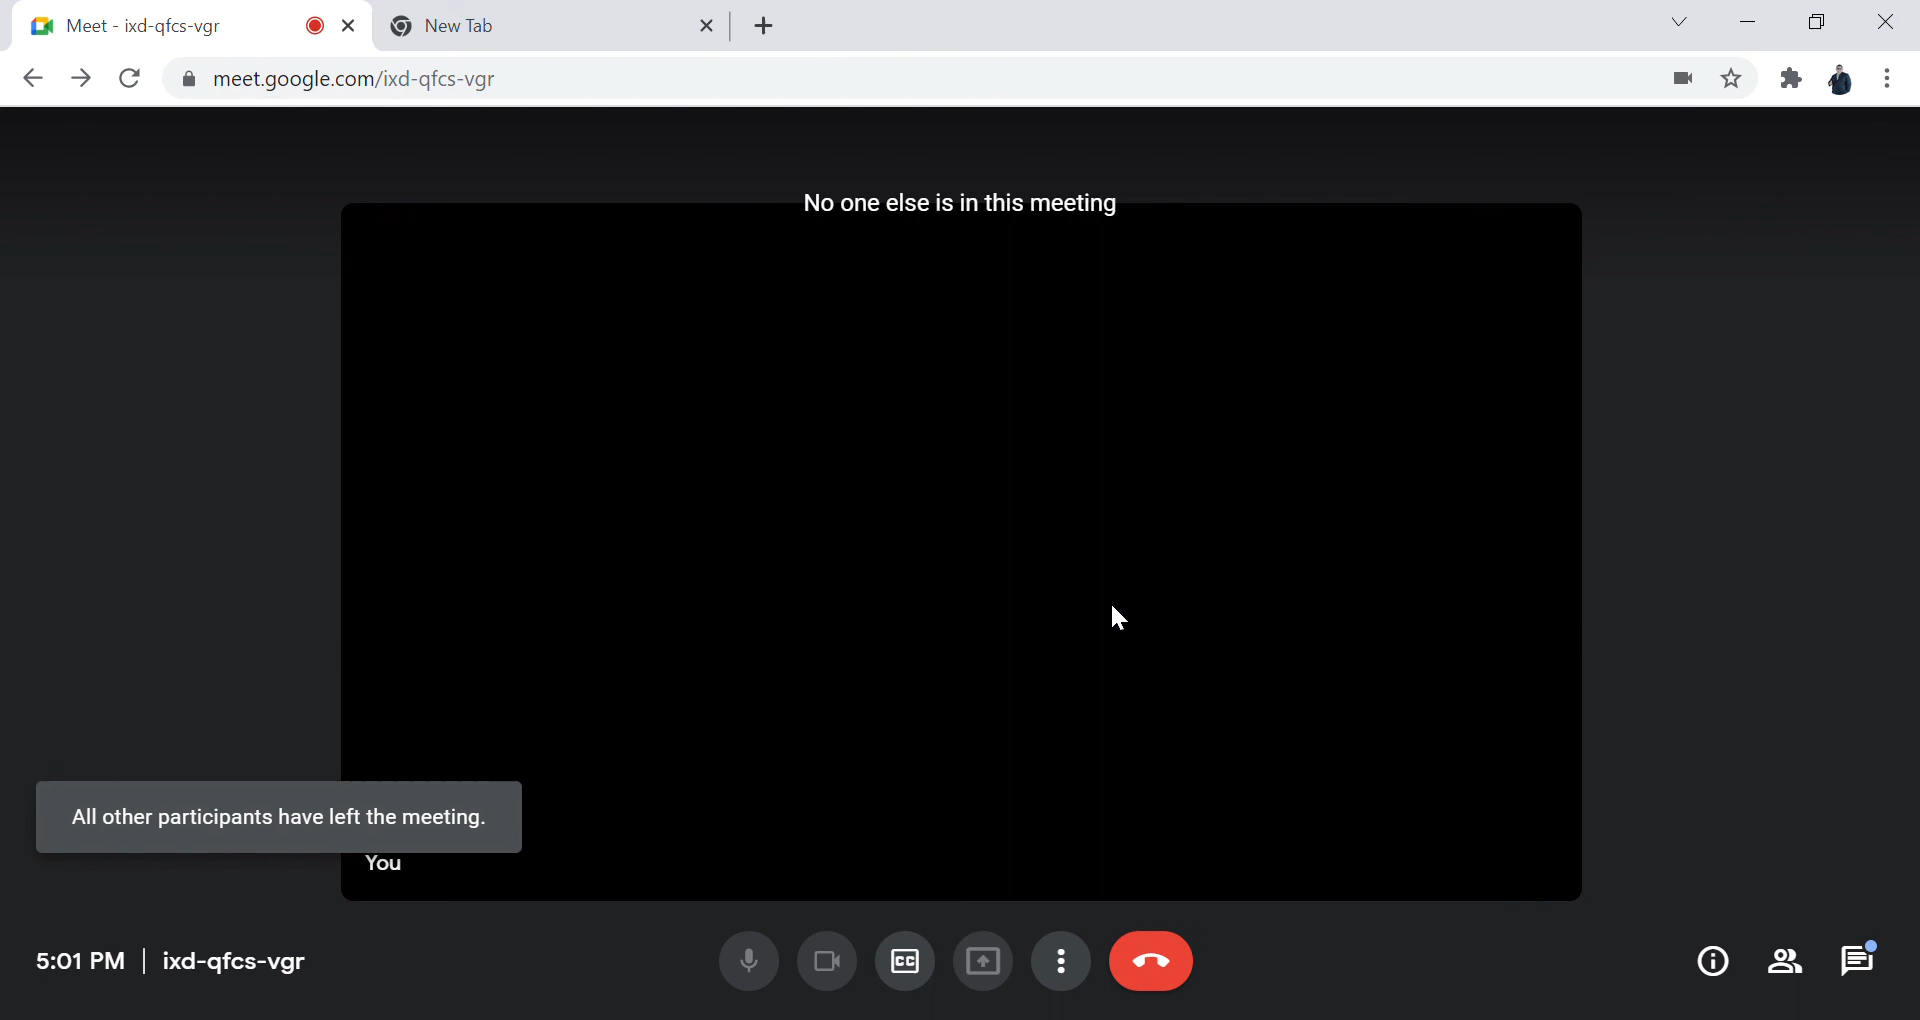 Meet - ixd-qfcs-vgr
New Tab
meet.google.com/ixd-qfcs-vgr
No one else is in this meeting
All other participants have left the meeting.
You
5:01 PM | ixd-qfcs-vgr
CC